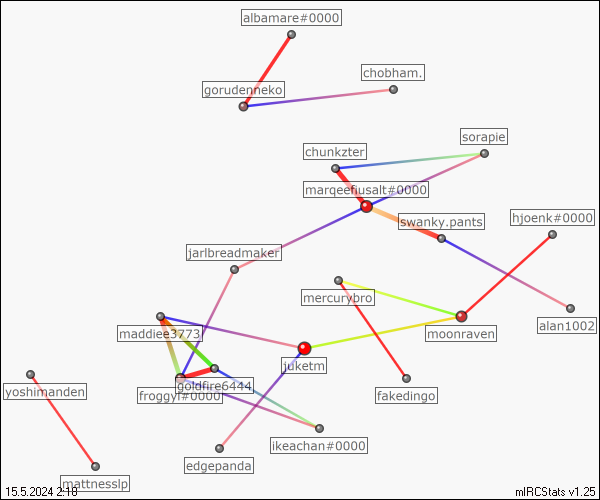 albamare#0000
chobham.
gorudenneko
sorapie
chunkzter
marqeefiusalt#0000
swanky.pants
hjoenk#0000
jarlbreadmaker
mercurybro
maddiee3773
moonraven
alan1002
juketm
goldfire6444
yoshimanden
froggyf#0000
fakedingo
ikeachan#0000
edgepanda
mattnesslp
15.5.2024 2:18
mIRCStats v1.25